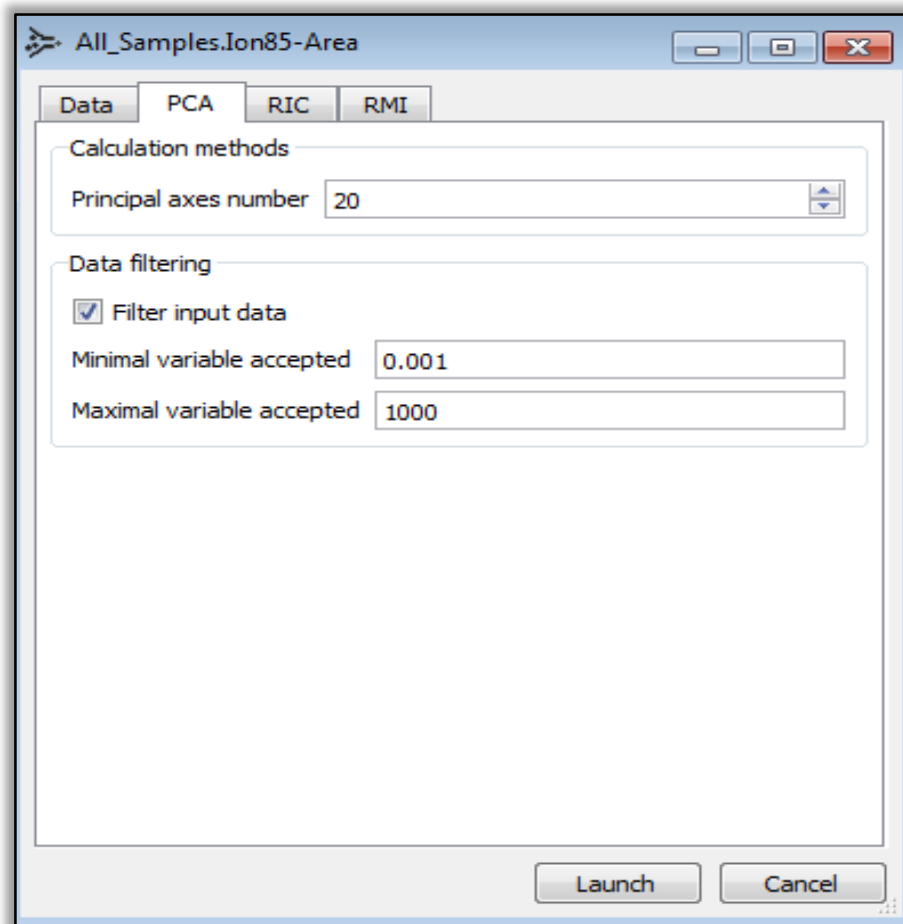 All_Samples.Ion85-Area
Data PCA RIC RMI
Calculation methods
Principal axes number 20
Data filtering
Filter input data
Minimal variable accepted 0.001
Maximal variable accepted 1000
Launch Cancel